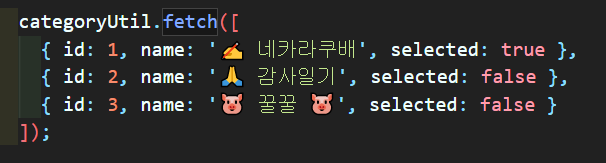 categoryUtil.fetch([
{ id: 1, name: '✍ 네카라쿠배', selected: true },
{ id: 2, name: '🙏 감사일기', selected: false },
{ id: 3, name: '🐷 꿀꿀 🐷', selected: false }
]);